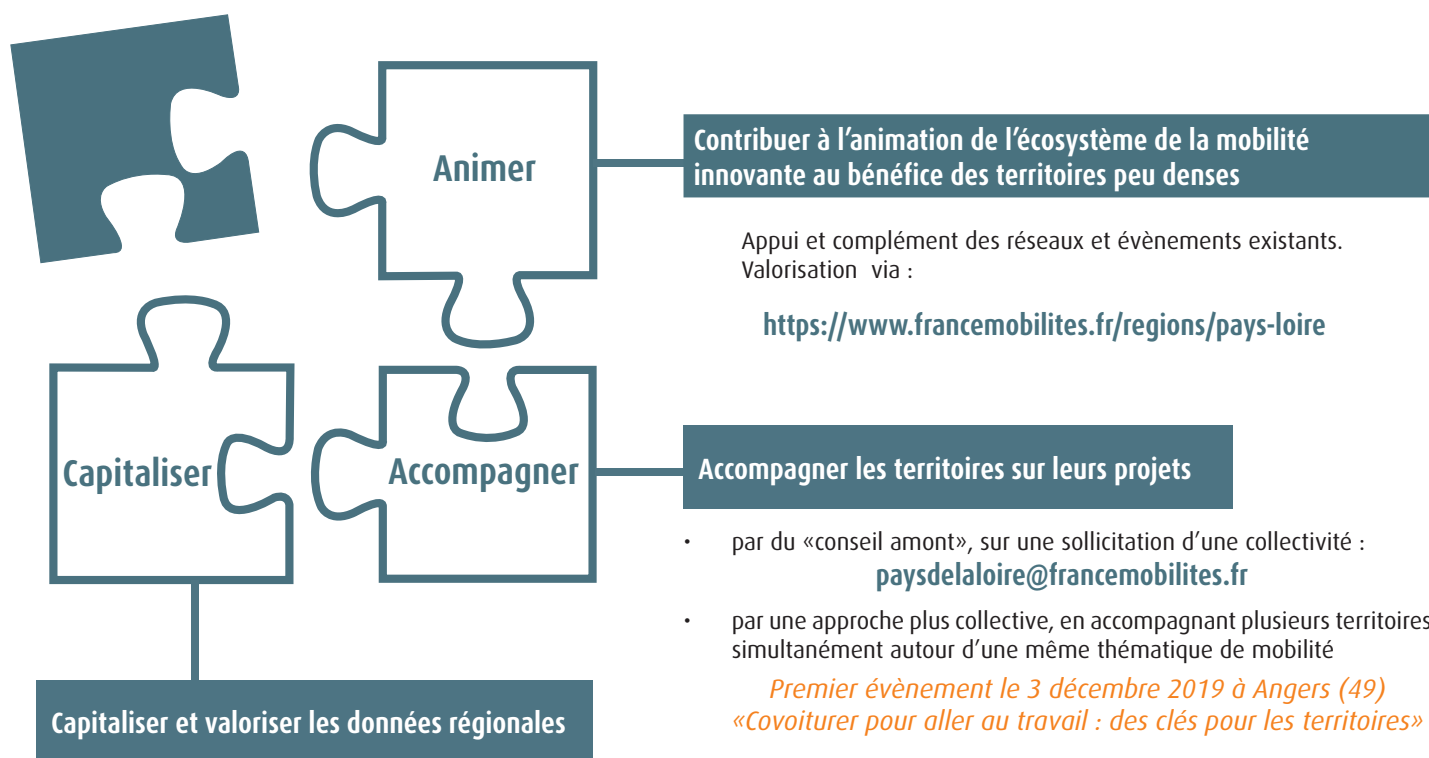 Animer
Contribuer à l’animation de l’écosystème de la mobilité
innovante au bénéfice des territoires peu denses
Appui et complément des réseaux et évènements existants.
Valorisation via :
https://www.francemobilites.fr/regions/pays-loire
Capitaliser
Accompagner
Accompagner les territoires sur leurs projets
• par du «conseil amont», sur une sollicitation d’une collectivité :
paysdelaloire@francemobilites.fr
• par une approche plus collective, en accompagnant plusieurs territoires
simultanément autour d’une même thématique de mobilité
Premier évènement le 3 décembre 2019 à Angers (49)
«Covoiturer pour aller au travail : des clés pour les territoires»
Capitaliser et valoriser les données régionales